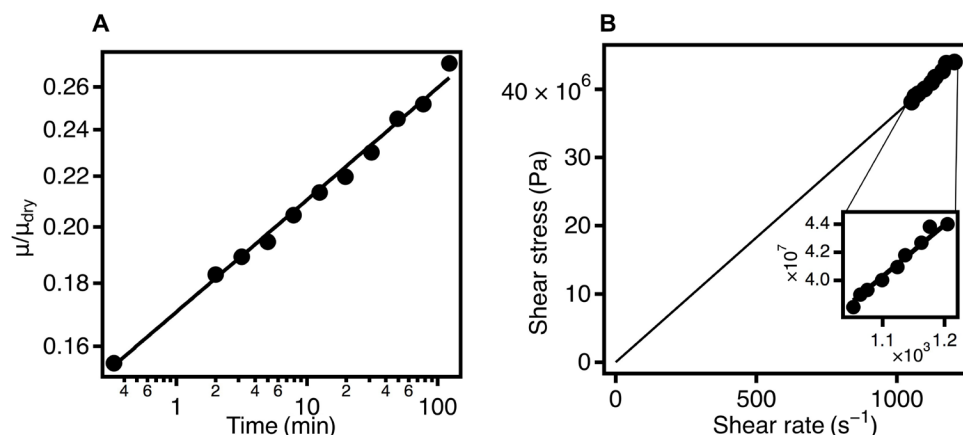 A
μ/μdry
0.26
0.24
0.22
0.20
0.18
0.16
4 6 2 4 6 2 4 6
1 10 100
Time (min)
B
Shear stress (Pa)
40 × 10⁶
30
20
10
0
0 500 1000
Shear rate (s⁻¹)
×10⁷
4.4
4.2
4.0
1.1 1.2
×10³